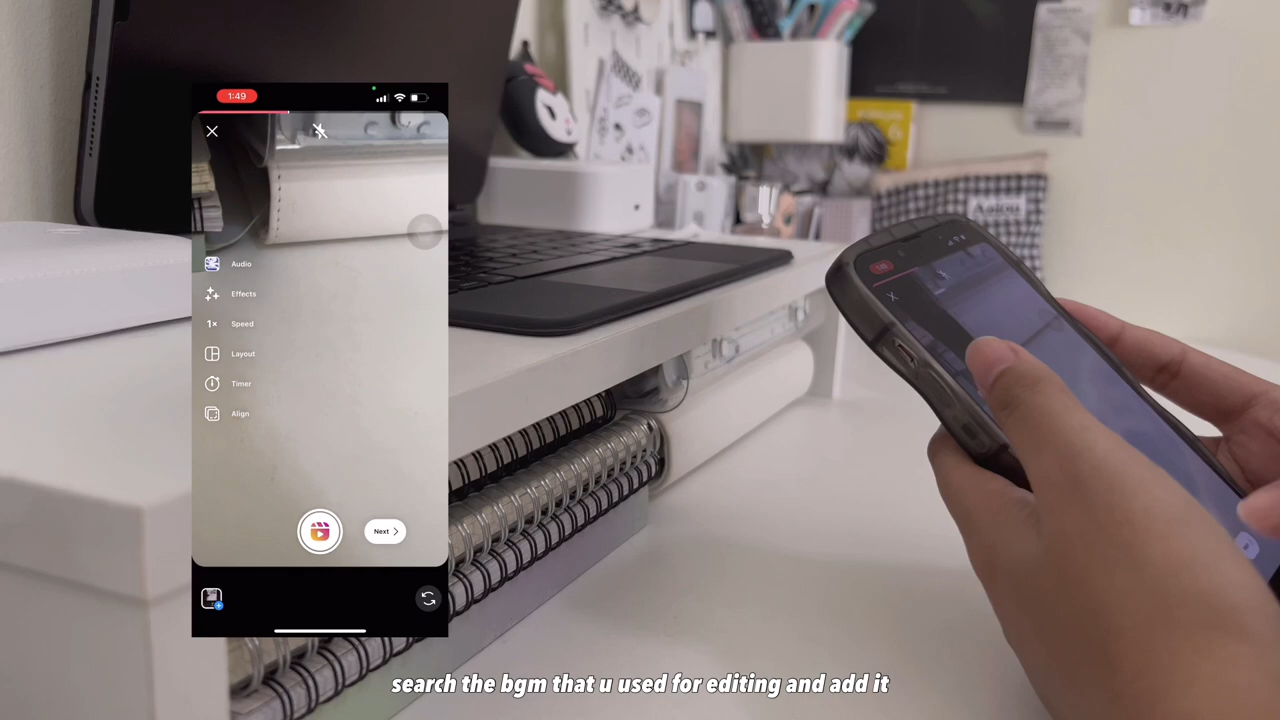 1:49
Audio
Effects
1× Speed
Layout
Timer
Align
Next
search the bgm that u used for editing and add it